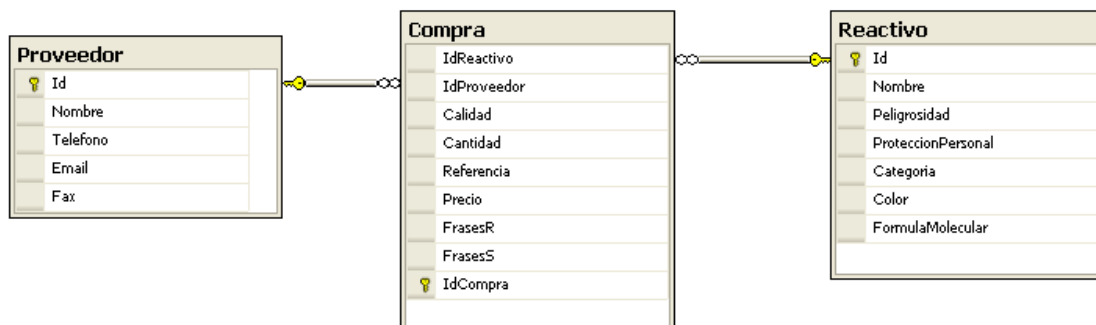 Proveedor
Id
Nombre
Telefono
Email
Fax
Compra
IdReactivo
IdProveedor
Calidad
Cantidad
Referencia
Precio
FrasesR
FrasesS
IdCompra
Reactivo
Id
Nombre
Peligrosidad
ProteccionPersonal
Categoria
Color
FormulaMolecular